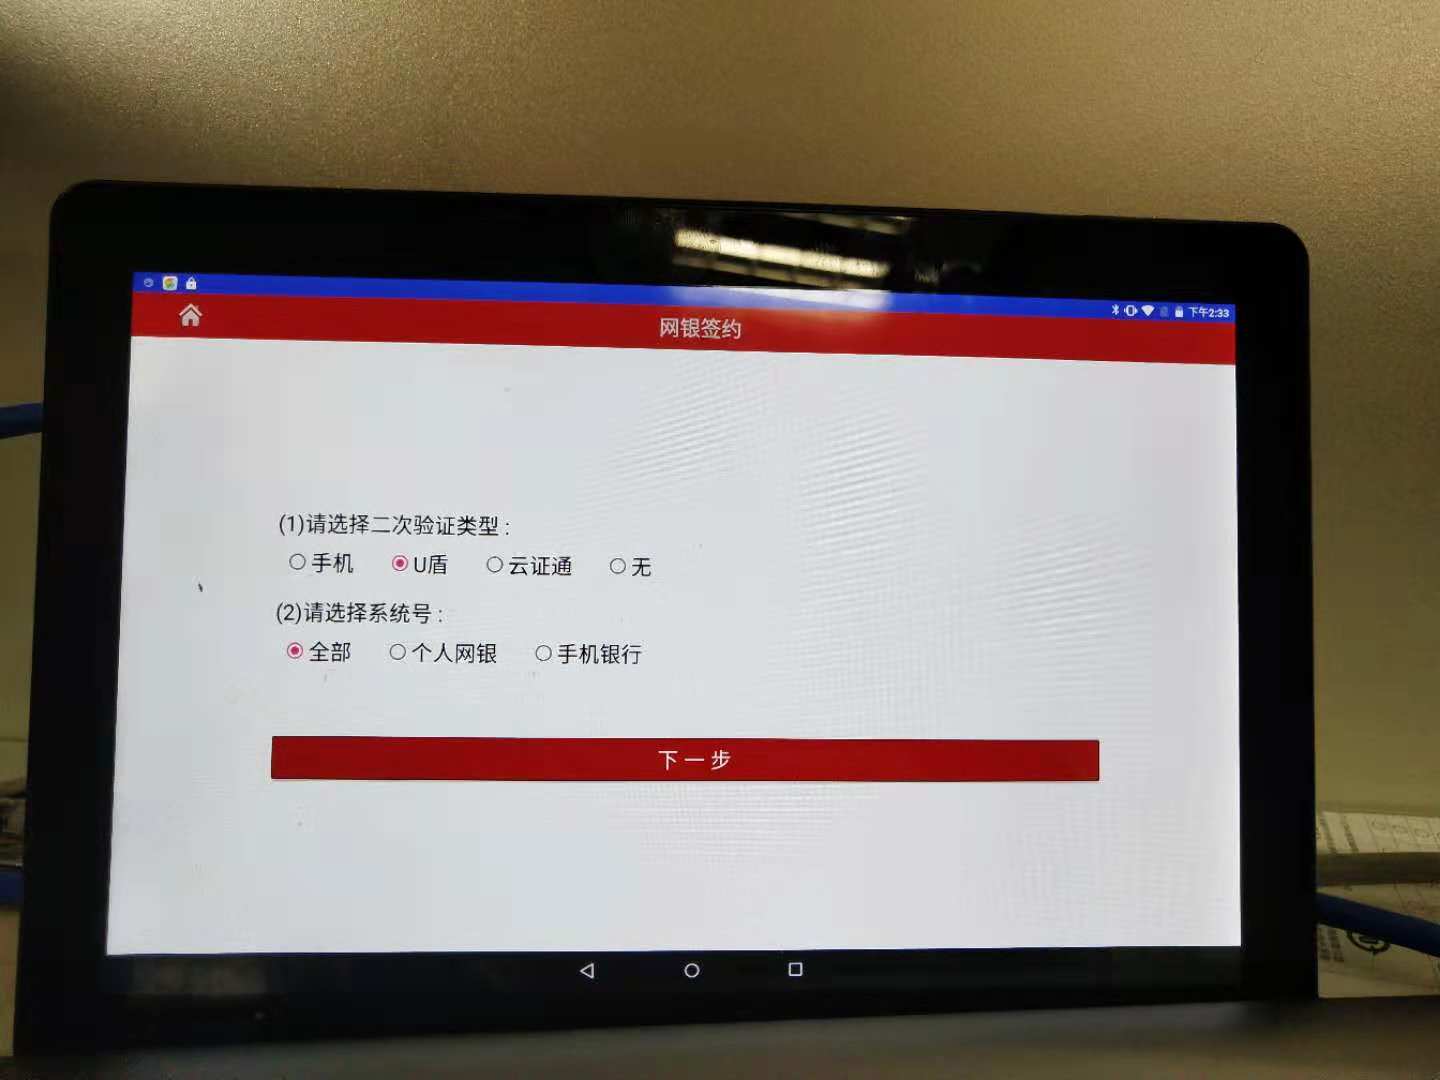 下午2:33
网银签约
(1)请选择二次验证类型:
手机 U盾 云证通 无
(2)请选择系统号:
全部 个人网银 手机银行
下一步